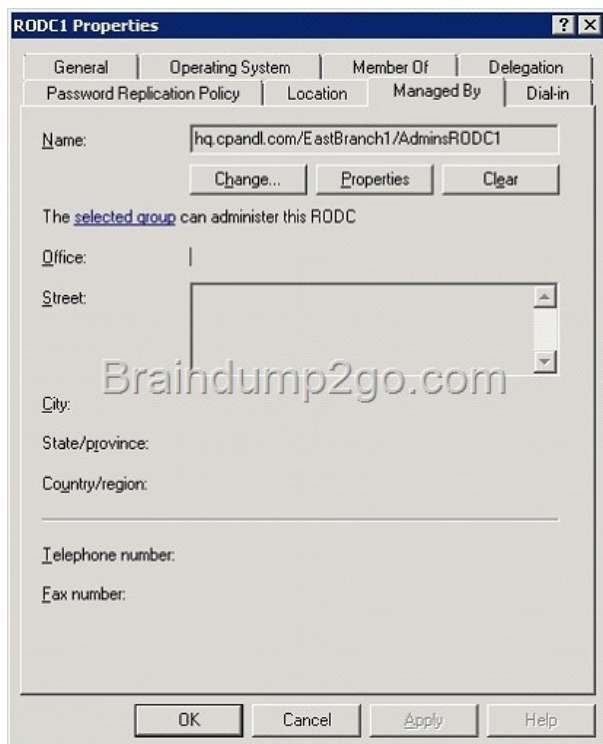 RODC1 Properties
General Operating System Member Of Delegation
Password Replication Policy Location Managed By Dial-in
Name: hq.cpandl.com/EastBranch1/AdminsRODC1
Change... Properties Clear
The selected group can administer this RODC
Office:
Street:
Braindump2go.com
City:
State/province:
Country/region:
Telephone number:
Fax number:
OK Cancel Apply Help